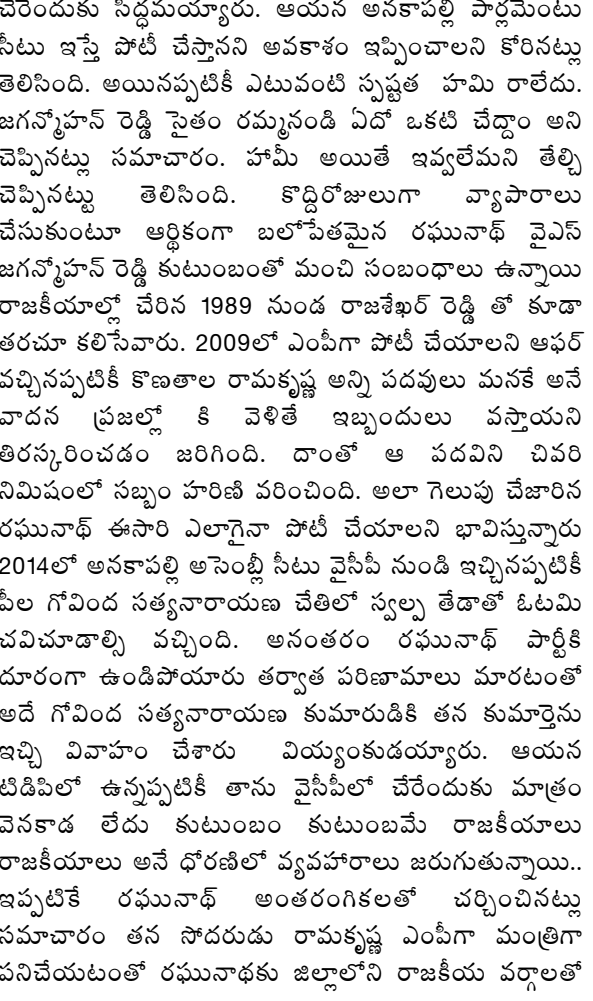 చేరేందుకు సిద్ధమయ్యారు. ఆయన అనకాపల్లి పార్లమెంటు
సీటు ఇస్తే పోటీ చేస్తానని అవకాశం ఇప్పించాలని కోరినట్లు
తెలిసింది. అయినప్పటికీ ఎటువంటి స్పష్టత హమి రాలేదు.
జగన్మోహన్ రెడ్డి సైతం రమ్మనండి ఏదో ఒకటి చేద్దాం అని
చెప్పినట్లు సమాచారం. హామీ అయితే ఇవ్వలేమని తేల్చి
చెప్పినట్టు తెలిసింది. కొద్దిరోజులుగా వ్యాపారాలు
చేసుకుంటూ ఆర్థికంగా బలోపేతమైన రఘునాథ్ వైఎస్
జగన్మోహన్ రెడ్డి కుటుంబంతో మంచి సంబంధాలు ఉన్నాయి
రాజకీయాల్లో చేరిన 1989 నుండ రాజశేఖర్ రెడ్డి తో కూడా
తరచూ కలిసేవారు. 2009లో ఎంపీగా పోటీ చేయాలని ఆఫర్
వచ్చినప్పటికీ కొణతాల రామకృష్ణ అన్ని పదవులు మనకే అనే
వాదన ప్రజల్లో కి వెళితే ఇబ్బందులు వస్తాయని
తిరస్కరించడం జరిగింది. దాంతో ఆ పదవిని చివరి
నిమిషంలో సబ్బం హరిణి వరించింది. అలా గెలుపు చేజారిన
రఘునాథ్ ఈసారి ఎలాగైనా పోటీ చేయాలని భావిస్తున్నారు
2014లో అనకాపల్లి అసెంబ్లీ సీటు వైసీపీ నుండి ఇచ్చినప్పటికీ
పీల గోవింద సత్యనారాయణ చేతిలో స్వల్ప తేడాతో ఓటమి
చవిచూడాల్సి వచ్చింది. అనంతరం రఘునాథ్ పార్టీకి
దూరంగా ఉండిపోయారు తర్వాత పరిణామాలు మారటంతో
అదే గోవింద సత్యనారాయణ కుమారుడికి తన కుమార్తెను
ఇచ్చి వివాహం చేశారు వియ్యంకుడయ్యారు. ఆయన
టిడిపిలో ఉన్నప్పటికీ తాను వైసీపీలో చేరేందుకు మాత్రం
వెనకాడ లేదు కుటుంబం కుటుంబమే రాజకీయాలు
రాజకీయాలు అనే ధోరణిలో వ్యవహారాలు జరుగుతున్నాయి..
ఇప్పటికే రఘునాథ్ అంతరంగికలతో చర్చించినట్లు
సమాచారం తన సోదరుడు రామకృష్ణ ఎంపీగా మంత్రిగా
పనిచేయటంతో రఘునాథకు జిల్లాలోని రాజకీయ వర్గాలతో